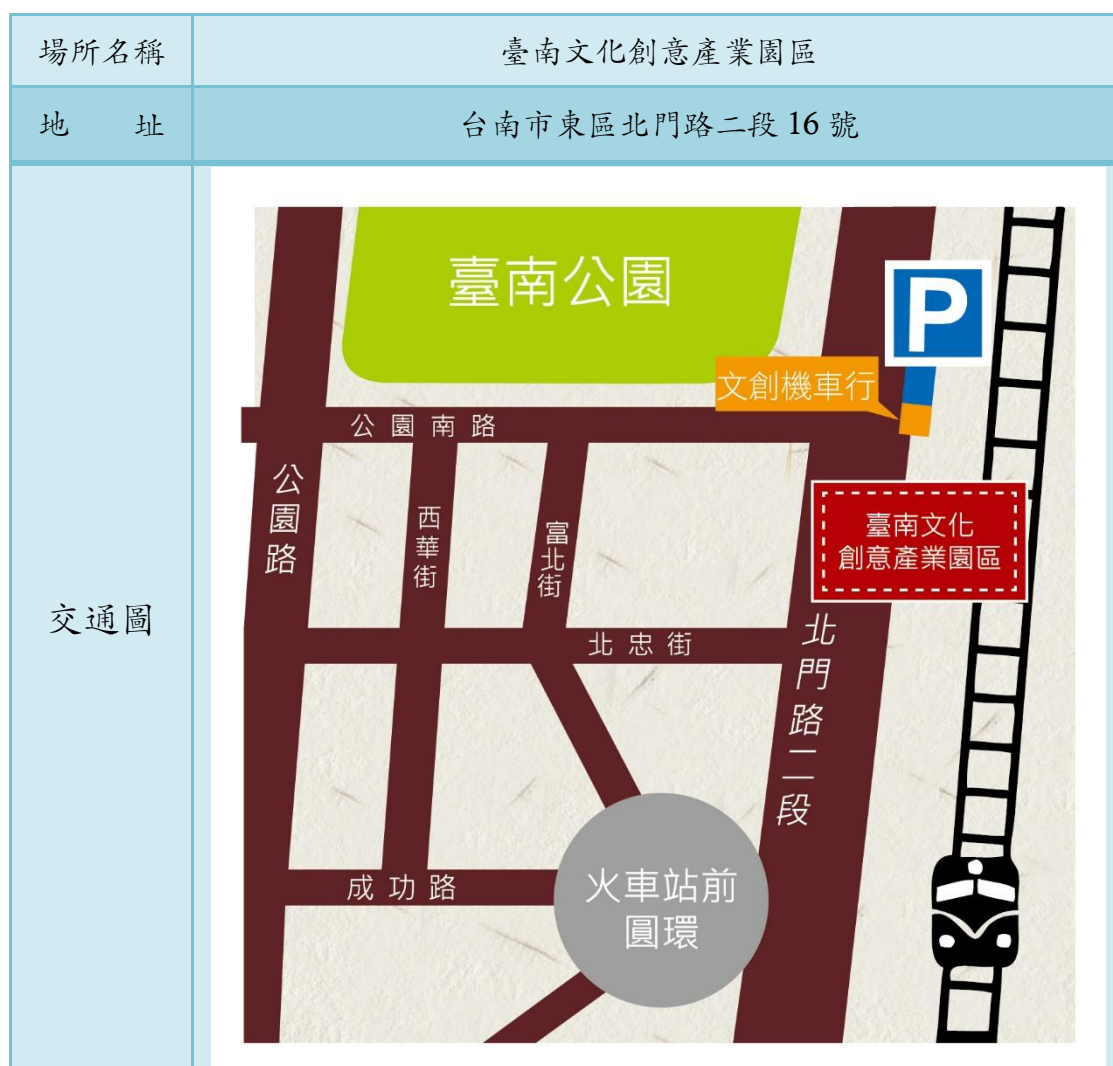 場所名稱
臺南文化創意產業園區
地 址
台南市東區北門路二段 16 號
交通圖
臺南公園
P
文創機車行
公園南路
公園路
西華街
富北街
臺南文化
創意產業園區
北忠街
北門路二段
成功路
火車站前
圓環